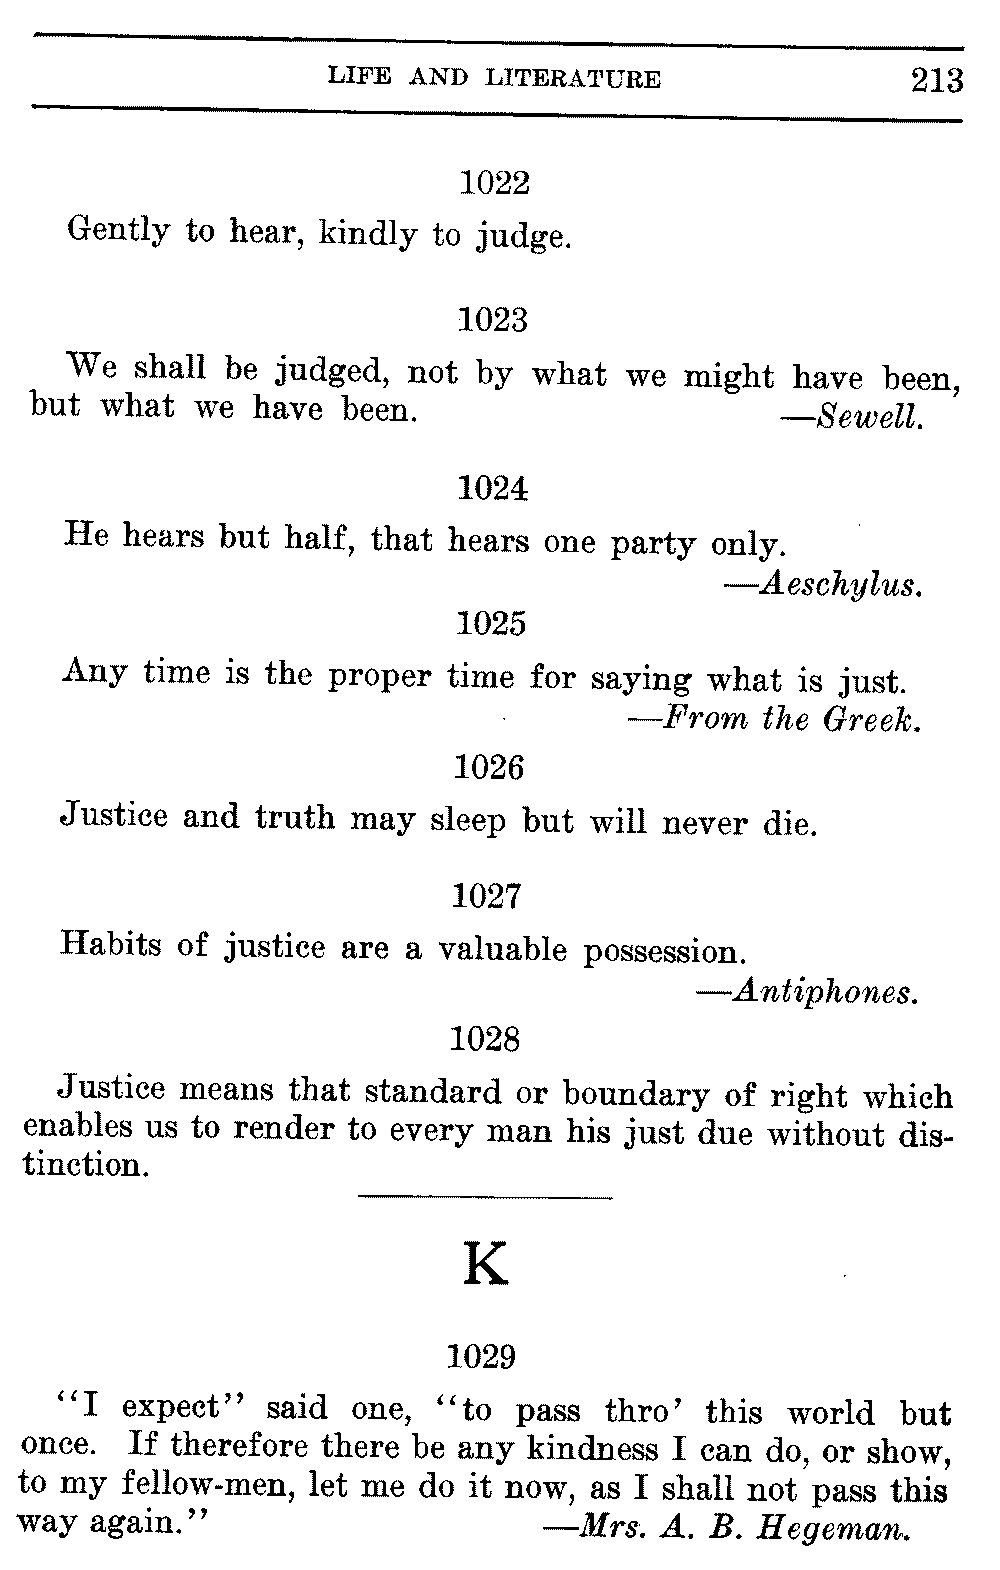 LIFE AND LITERATURE 213
1022
Gently to hear, kindly to judge.
1023
We shall be judged, not by what we might have been,
but what we have been. —Sewell.
1024
He hears but half, that hears one party only.
—Aeschylus.
1025
Any time is the proper time for saying what is just.
—From the Greek.
1026
Justice and truth may sleep but will never die.
1027
Habits of justice are a valuable possession.
—Antiphones.
1028
Justice means that standard or boundary of right which
enables us to render to every man his just due without dis-
tinction.
K
1029
"I expect" said one, "to pass thro' this world but
once. If therefore there be any kindness I can do, or show,
to my fellow-men, let me do it now, as I shall not pass this
way again." —Mrs. A. B. Hegeman.